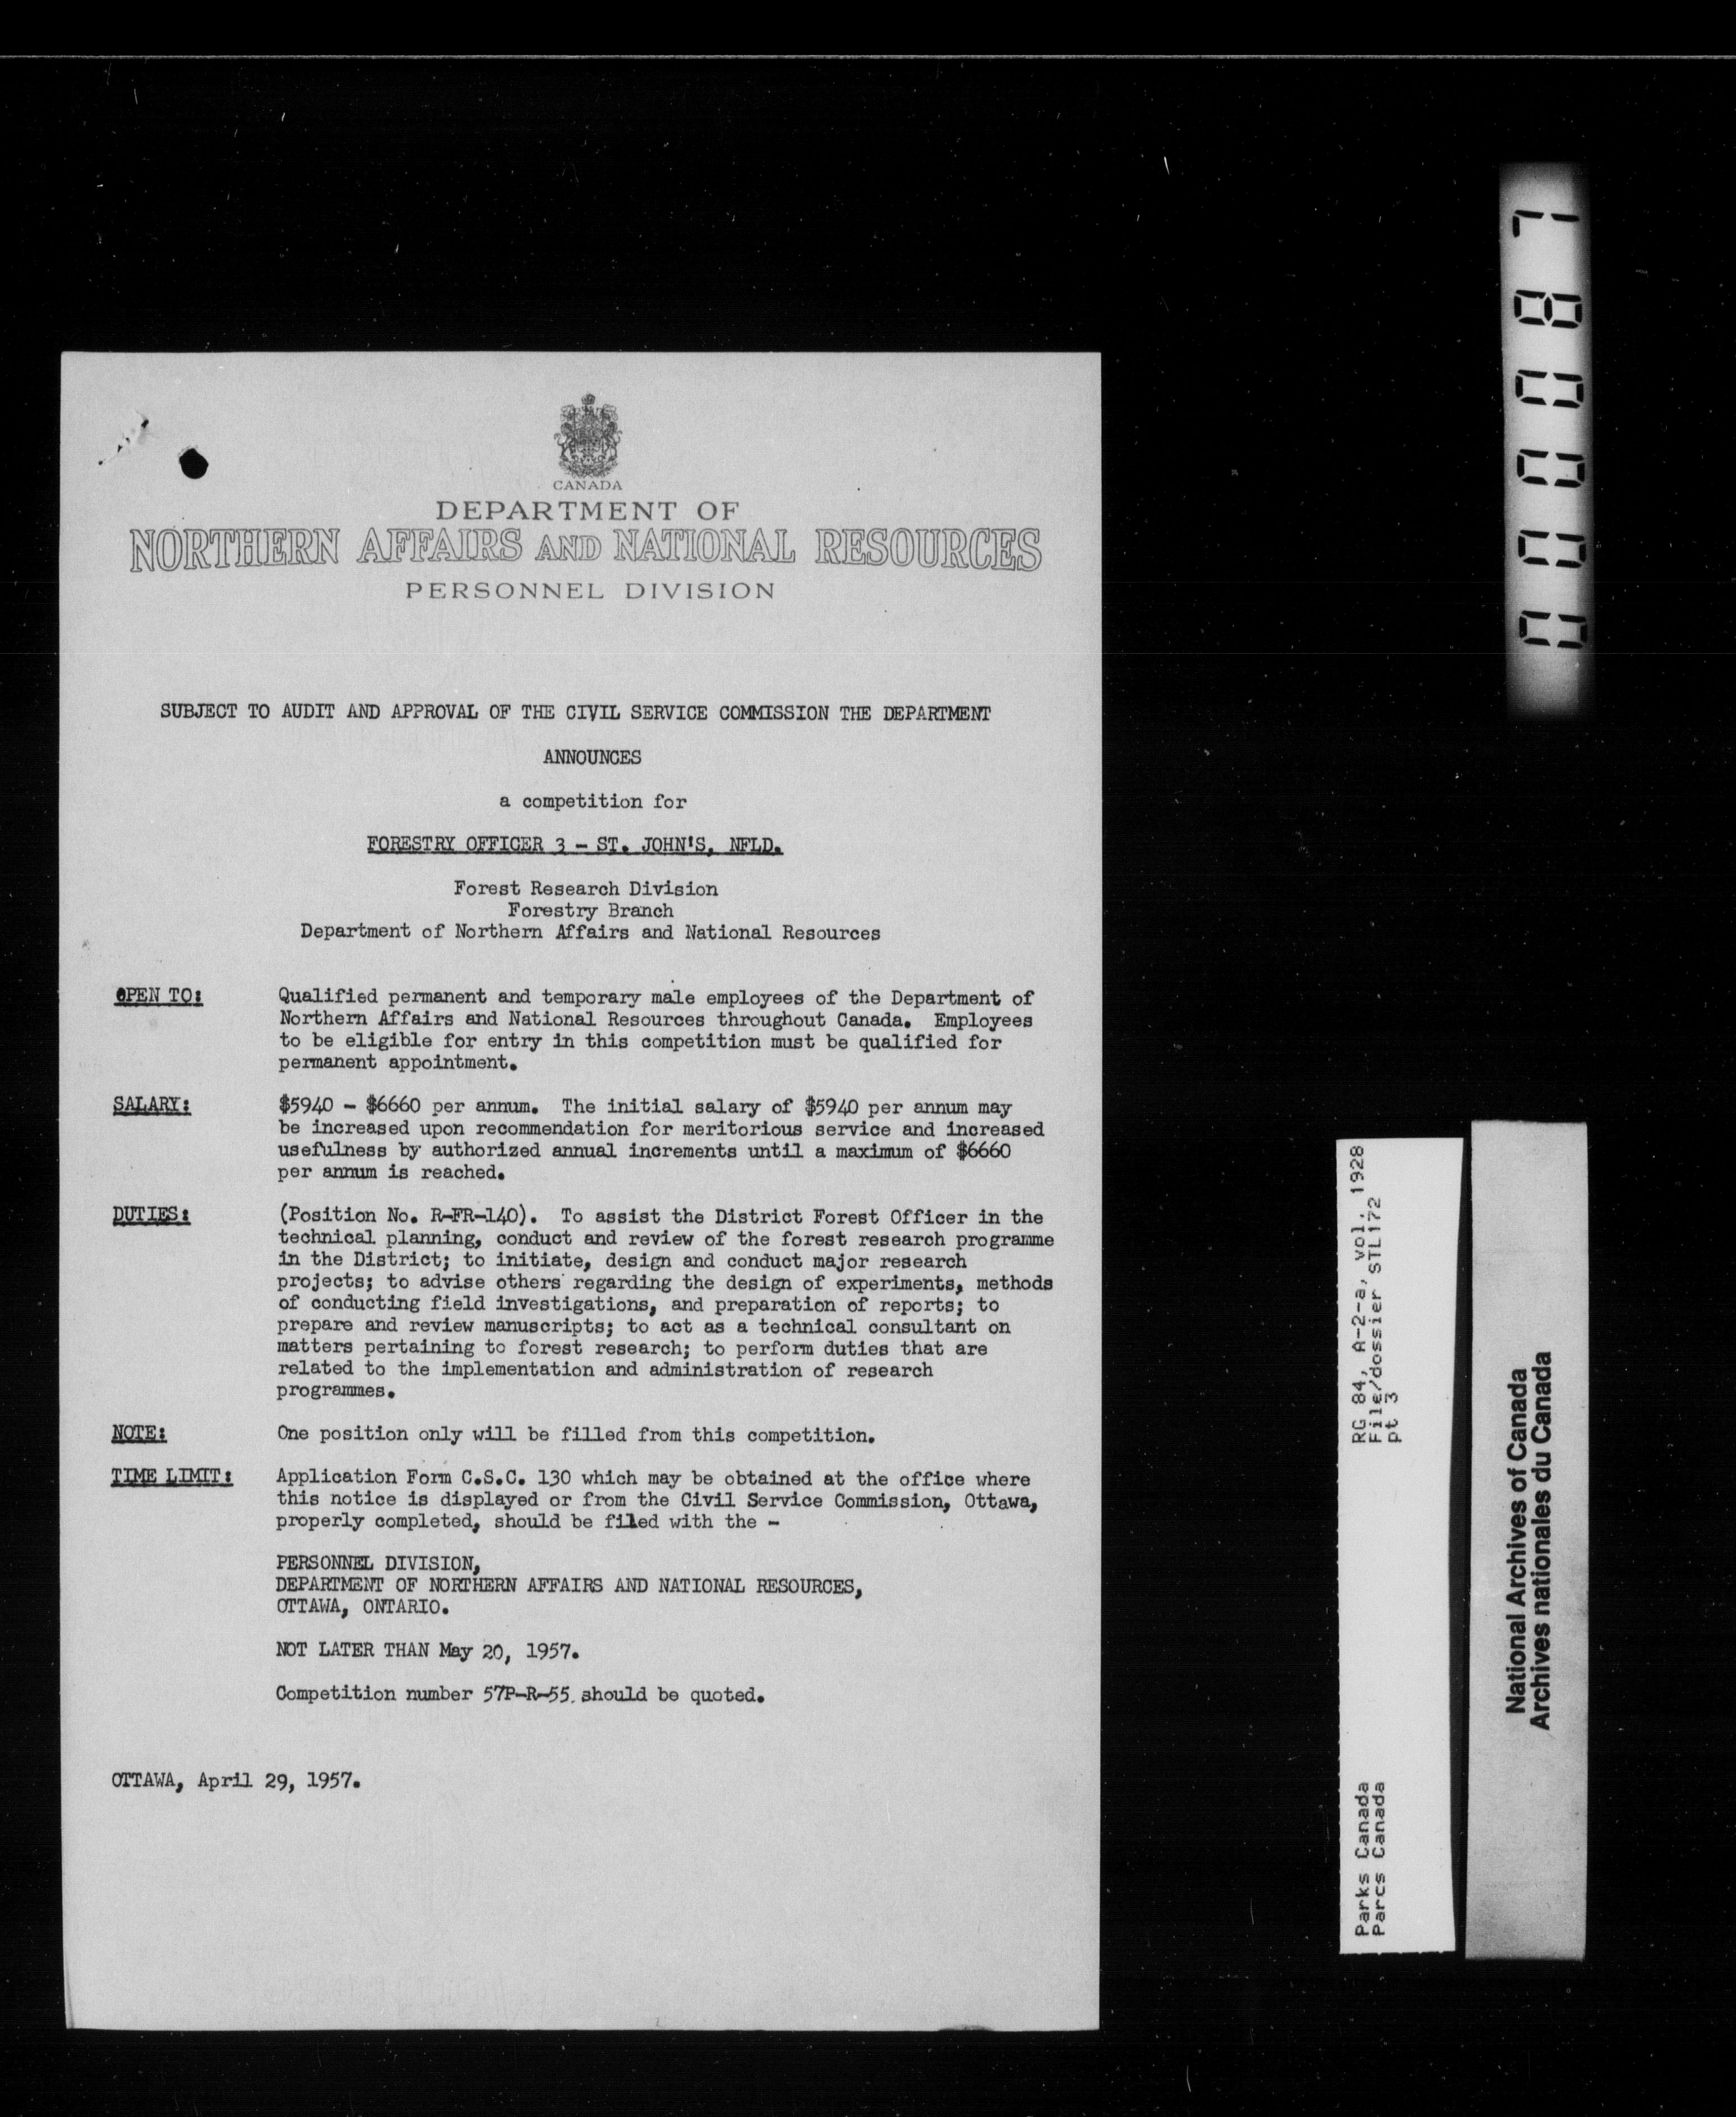 CANADA
DEPARTMENT OF
NORTHERN AFFAIRS AND NATIONAL RESOURCES
PERSONNEL DIVISION
SUBJECT TO AUDIT AND APPROVAL OF THE CIVIL SERVICE COMMISSION THE DEPARTMENT
ANNOUNCES
a competition for
FORESTRY OFFICER 3 - ST. JOHN'S, NFLD.
Forest Research Division
Forestry Branch
Department of Northern Affairs and National Resources
OPEN TO: Qualified permanent and temporary male employees of the Department of
Northern Affairs and National Resources throughout Canada. Employees
to be eligible for entry in this competition must be qualified for
permanent appointment.
SALARY: $5940 - $6660 per annum. The initial salary of $5940 per annum may
be increased upon recommendation for meritorious service and increased
usefulness by authorized annual increments until a maximum of $6660
per annum is reached.
DUTIES: (Position No. R-FR-140). To assist the District Forest Officer in the
technical planning, conduct and review of the forest research programme
in the District; to initiate, design and conduct major research
projects; to advise others regarding the design of experiments, methods
of conducting field investigations, and preparation of reports; to
prepare and review manuscripts; to act as a technical consultant on
matters pertaining to forest research; to perform duties that are
related to the implementation and administration of research
programmes.
NOTE: One position only will be filled from this competition.
TIME LIMIT: Application Form C.S.C. 130 which may be obtained at the office where
this notice is displayed or from the Civil Service Commission, Ottawa,
properly completed, should be filed with the -
PERSONNEL DIVISION,
DEPARTMENT OF NORTHERN AFFAIRS AND NATIONAL RESOURCES,
OTTAWA, ONTARIO.
NOT LATER THAN May 20, 1957.
Competition number 57P-R-55 should be quoted.
OTTAWA, April 29, 1957.
000087
RG 84, A-2-a, vol. 1928
File/dossier STL172
pt 3
Parks Canada
Parcs Canada
National Archives of Canada
Archives nationales du Canada